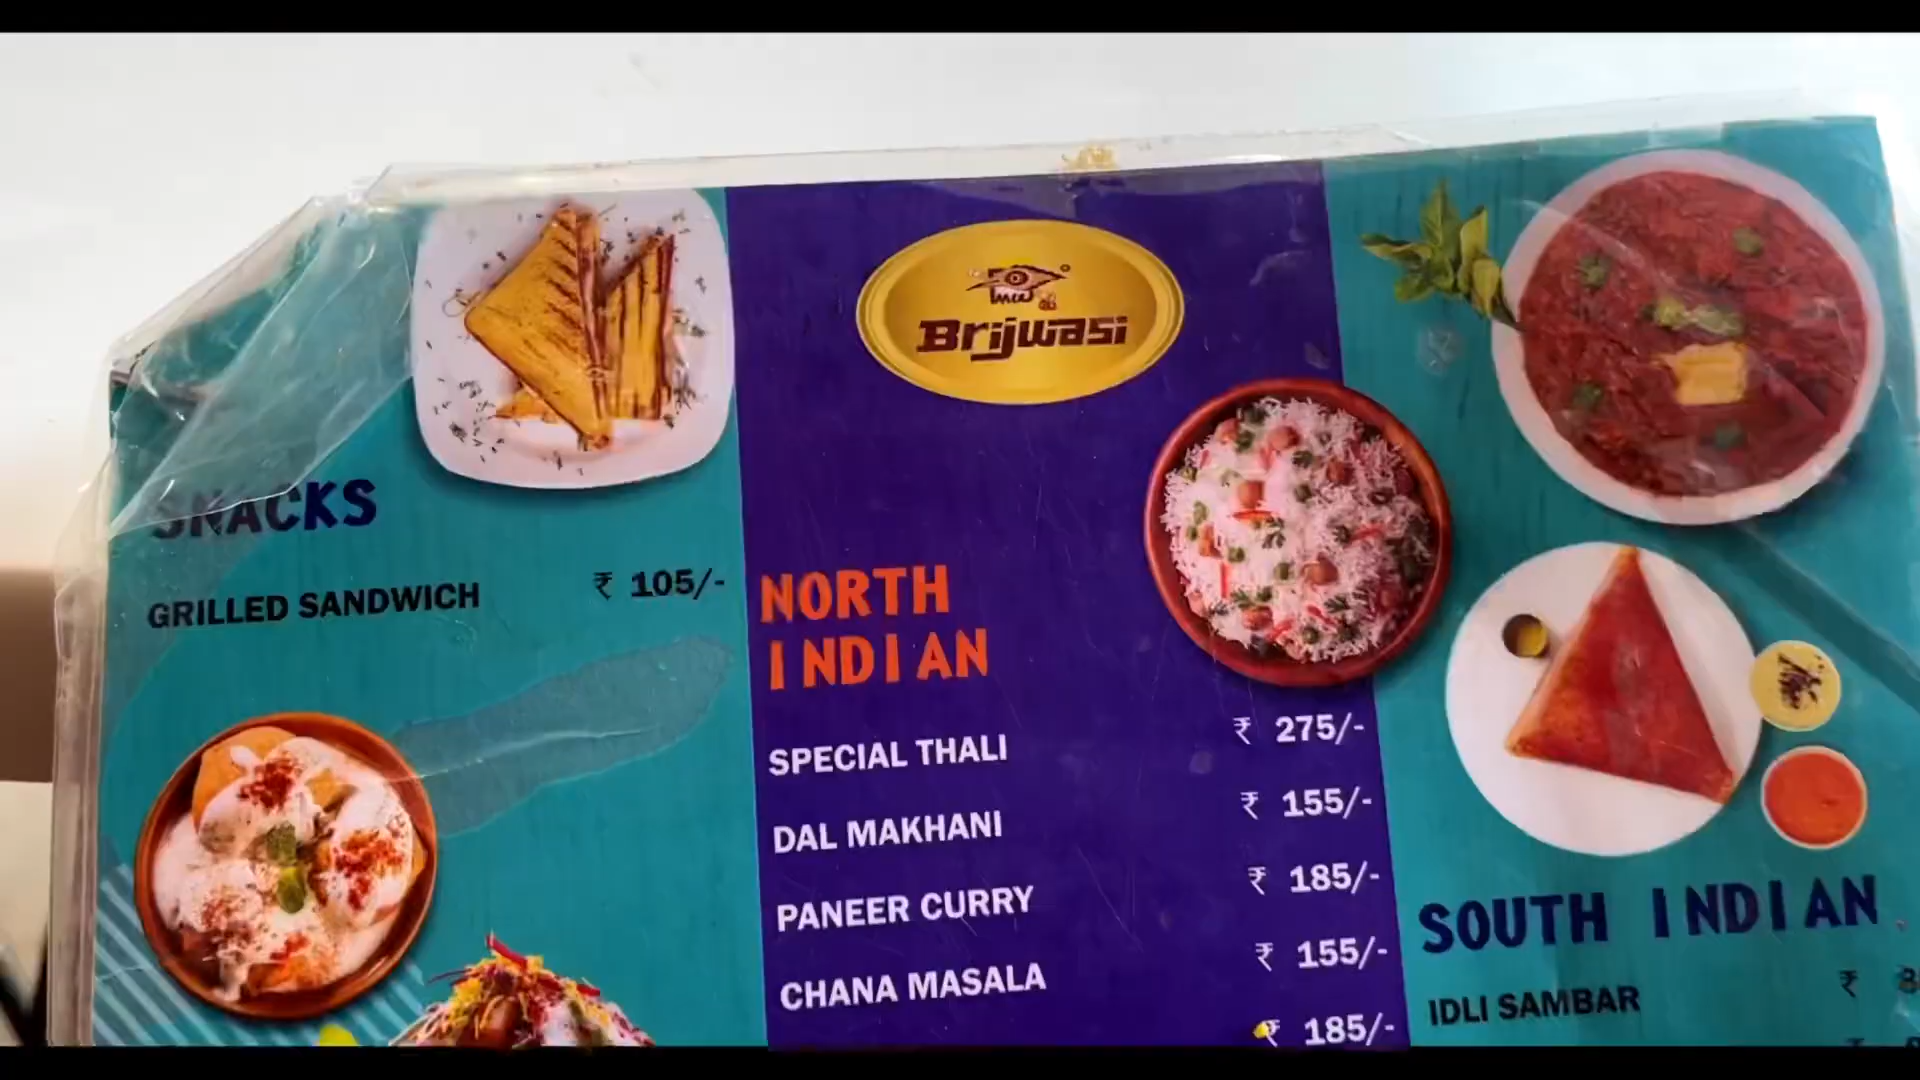 Brijwasi
SNACKS
GRILLED SANDWICH ₹ 105/-
NORTH
INDIAN
SPECIAL THALI ₹ 275/-
DAL MAKHANI ₹ 155/-
PANEER CURRY ₹ 185/-
CHANA MASALA ₹ 155/-
₹ 185/-
SOUTH INDIAN
IDLI SAMBAR ₹